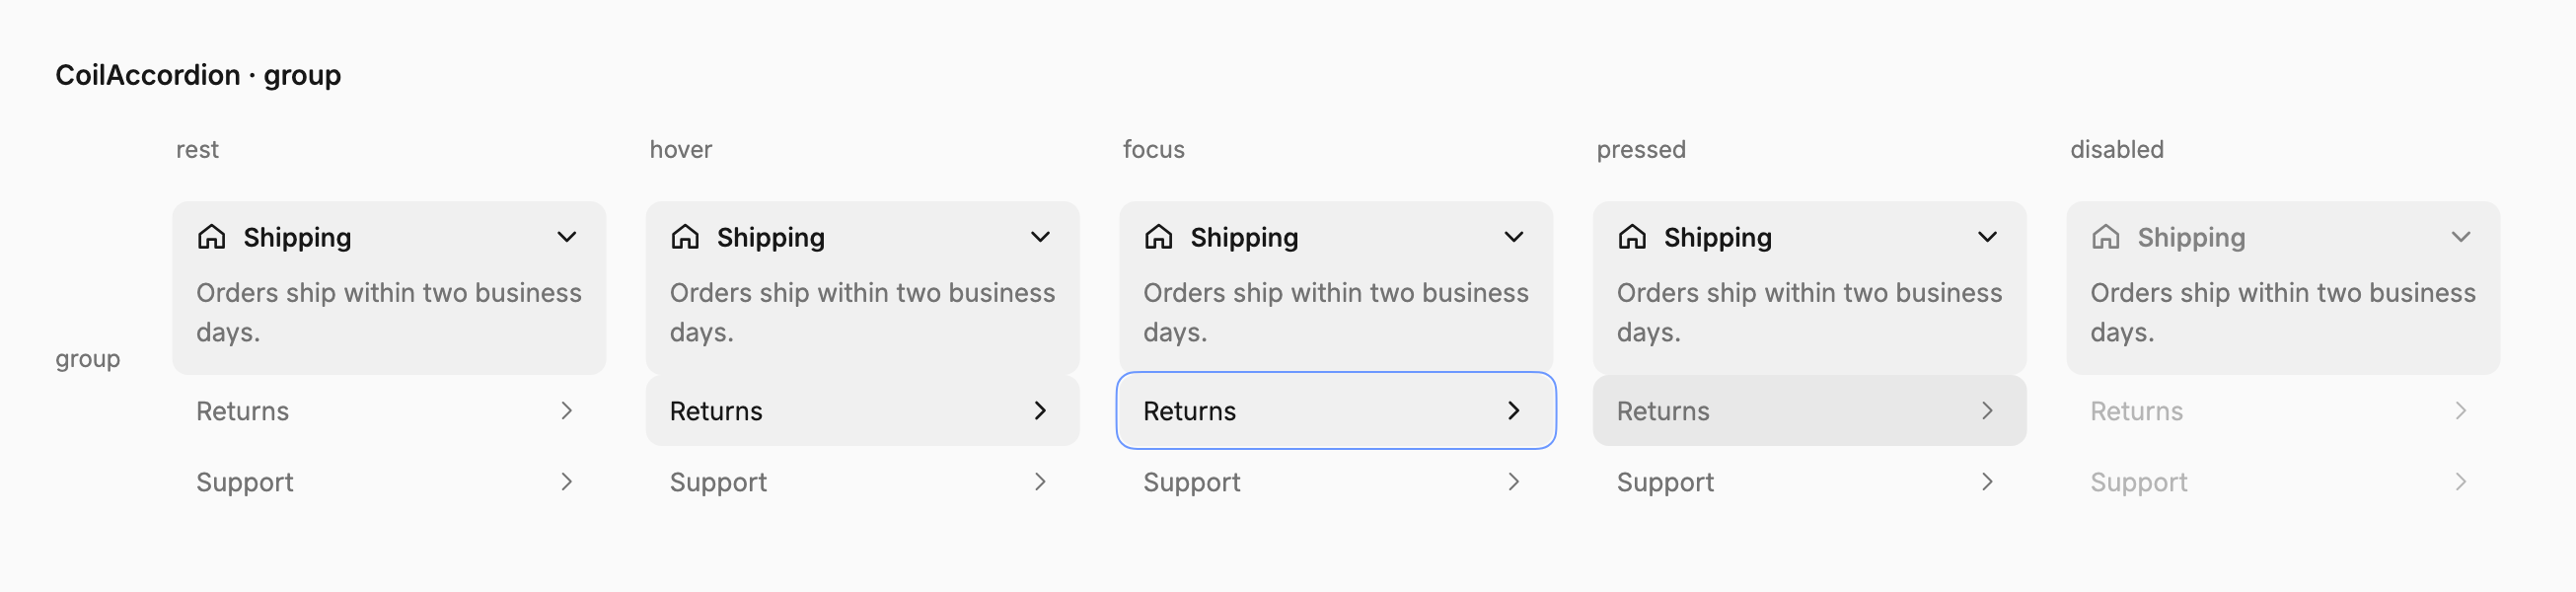 CoilAccordion · group
rest
hover
focus
pressed
disabled
group
Shipping
Orders ship within two business
days.
Returns
Support
Shipping
Orders ship within two business
days.
Returns
Support
Shipping
Orders ship within two business
days.
Returns
Support
Shipping
Orders ship within two business
days.
Returns
Support
Shipping
Orders ship within two business
days.
Returns
Support